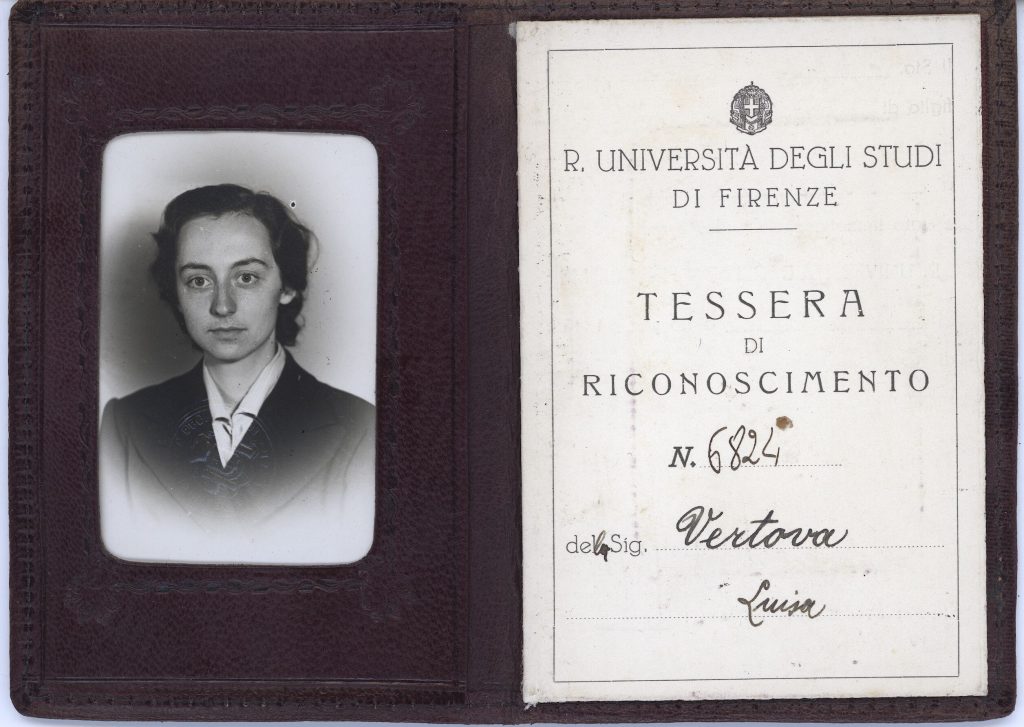 R. UNIVERSITÀ DEGLI STUDI
DI FIRENZE
TESSERA
DI
RICONOSCIMENTO
N. 6824
della Sig. Vertova
Luisa